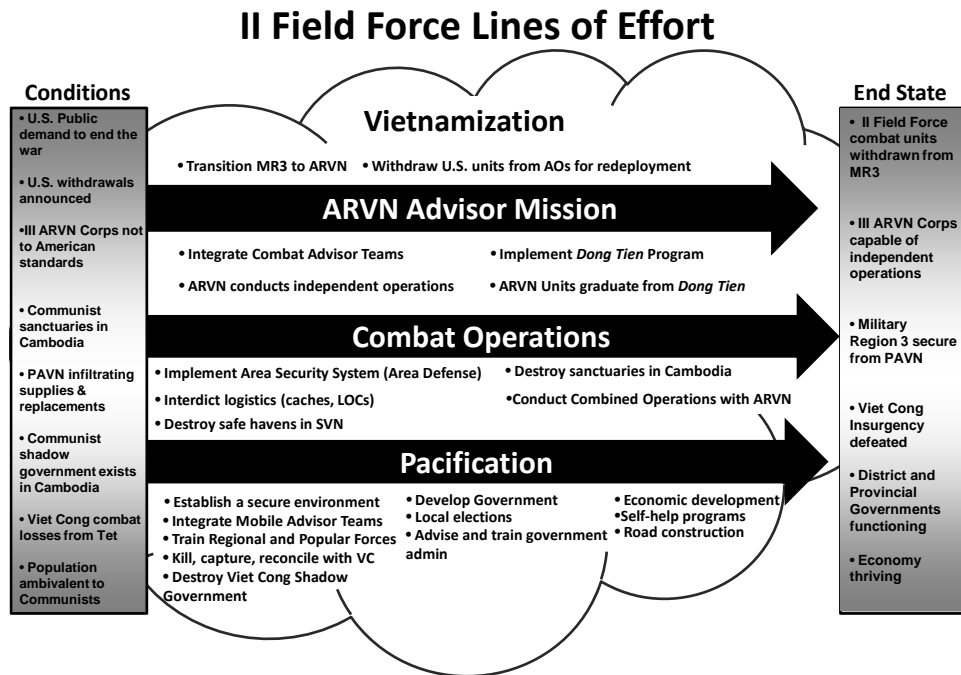 II Field Force Lines of Effort
Conditions
• U.S. Public
demand to end the
war
• U.S. withdrawals
announced
•III ARVN Corps not
to American
standards
• Communist
sanctuaries in
Cambodia
• PAVN infiltrating
supplies &
replacements
• Communist
shadow
government exists
in Cambodia
• Viet Cong combat
losses from Tet
• Population
ambivalent to
Communists
Vietnamization
• Transition MR3 to ARVN • Withdraw U.S. units from AOs for redeployment
ARVN Advisor Mission
• Integrate Combat Advisor Teams
• Implement Dong Tien Program
• ARVN conducts independent operations
• ARVN Units graduate from Dong Tien
Combat Operations
• Implement Area Security System (Area Defense)
• Destroy sanctuaries in Cambodia
• Interdict logistics (caches, LOCs)
•Conduct Combined Operations with ARVN
• Destroy safe havens in SVN
Pacification
• Establish a secure environment
• Integrate Mobile Advisor Teams
• Train Regional and Popular Forces
• Kill, capture, reconcile with VC
• Destroy Viet Cong Shadow
Government
• Develop Government
• Local elections
• Advise and train government
admin
• Economic development
•Self-help programs
• Road construction
End State
• II Field Force
combat units
withdrawn from
MR3
• III ARVN Corps
capable of
independent
operations
• Military
Region 3 secure
from PAVN
• Viet Cong
Insurgency
defeated
• District and
Provincial
Governments
functioning
• Economy
thriving